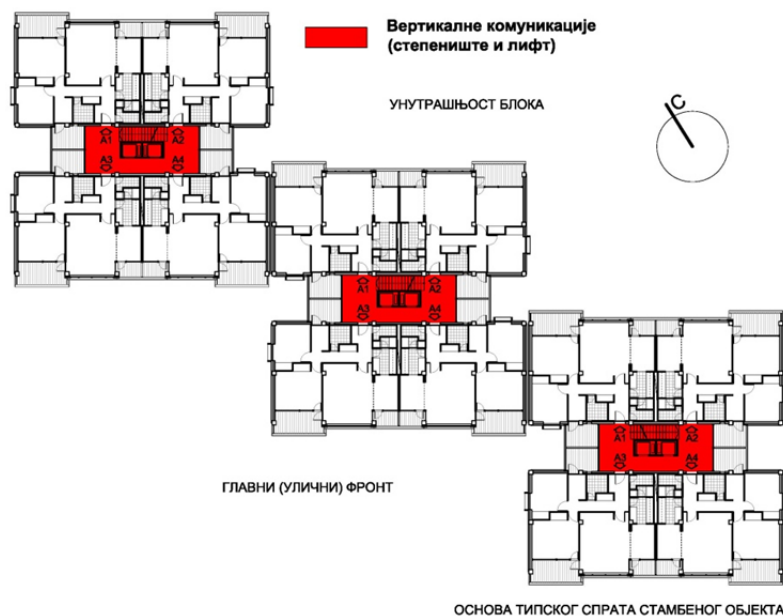 Вертикалне комуникације
(степениште и лифт)
УНУТРАШЊОСТ БЛОКА
С
А1 А2
А3 А4
А1 А2
А3 А4
А1 А2
А3 А4
ГЛАВНИ (УЛИЧНИ) ФРОНТ
ОСНОВА ТИПСКОГ СПРАТА СТАМБЕНОГ ОБЈЕКТА